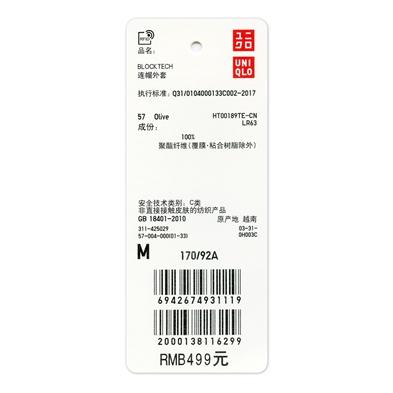 RFID
品名:
ユニ
クロ
UNI
QLO
BLOCKTECH
连帽外套
执行标准: Q31/0104000133C002-2017
57 Olive HT00189TE-CN
成份: LR63
100%
聚酯纤维(覆膜·粘合树脂除外)
安全技术类别: C类
非直接接触皮肤的纺织产品
GB 18401-2010 原产地 越南
311-425029 03-31-
57-004-000(01-33) 0H003C
M 170/92A
6942674931119
2000138116299
RMB499元